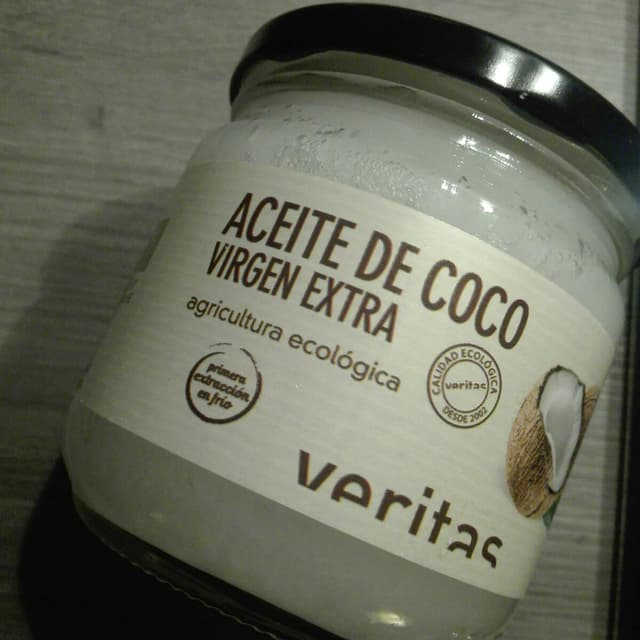 ACEITE DE COCO
VIRGEN EXTRA
agricultura ecológica
primera
extracción
en frío
CALIDAD ECOLÓGICA
veritas
DESDE 2002
veritas